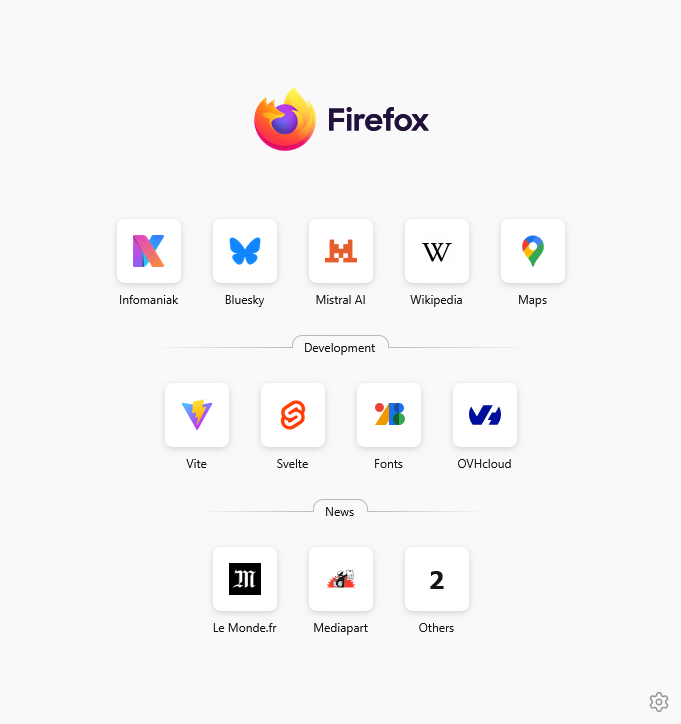 Firefox
Infomaniak
Bluesky
Mistral AI
W
Wikipedia
Maps
Development
Vite
Svelte
Fonts
OVHcloud
News
M
2
Le Monde.fr
Mediapart
Others